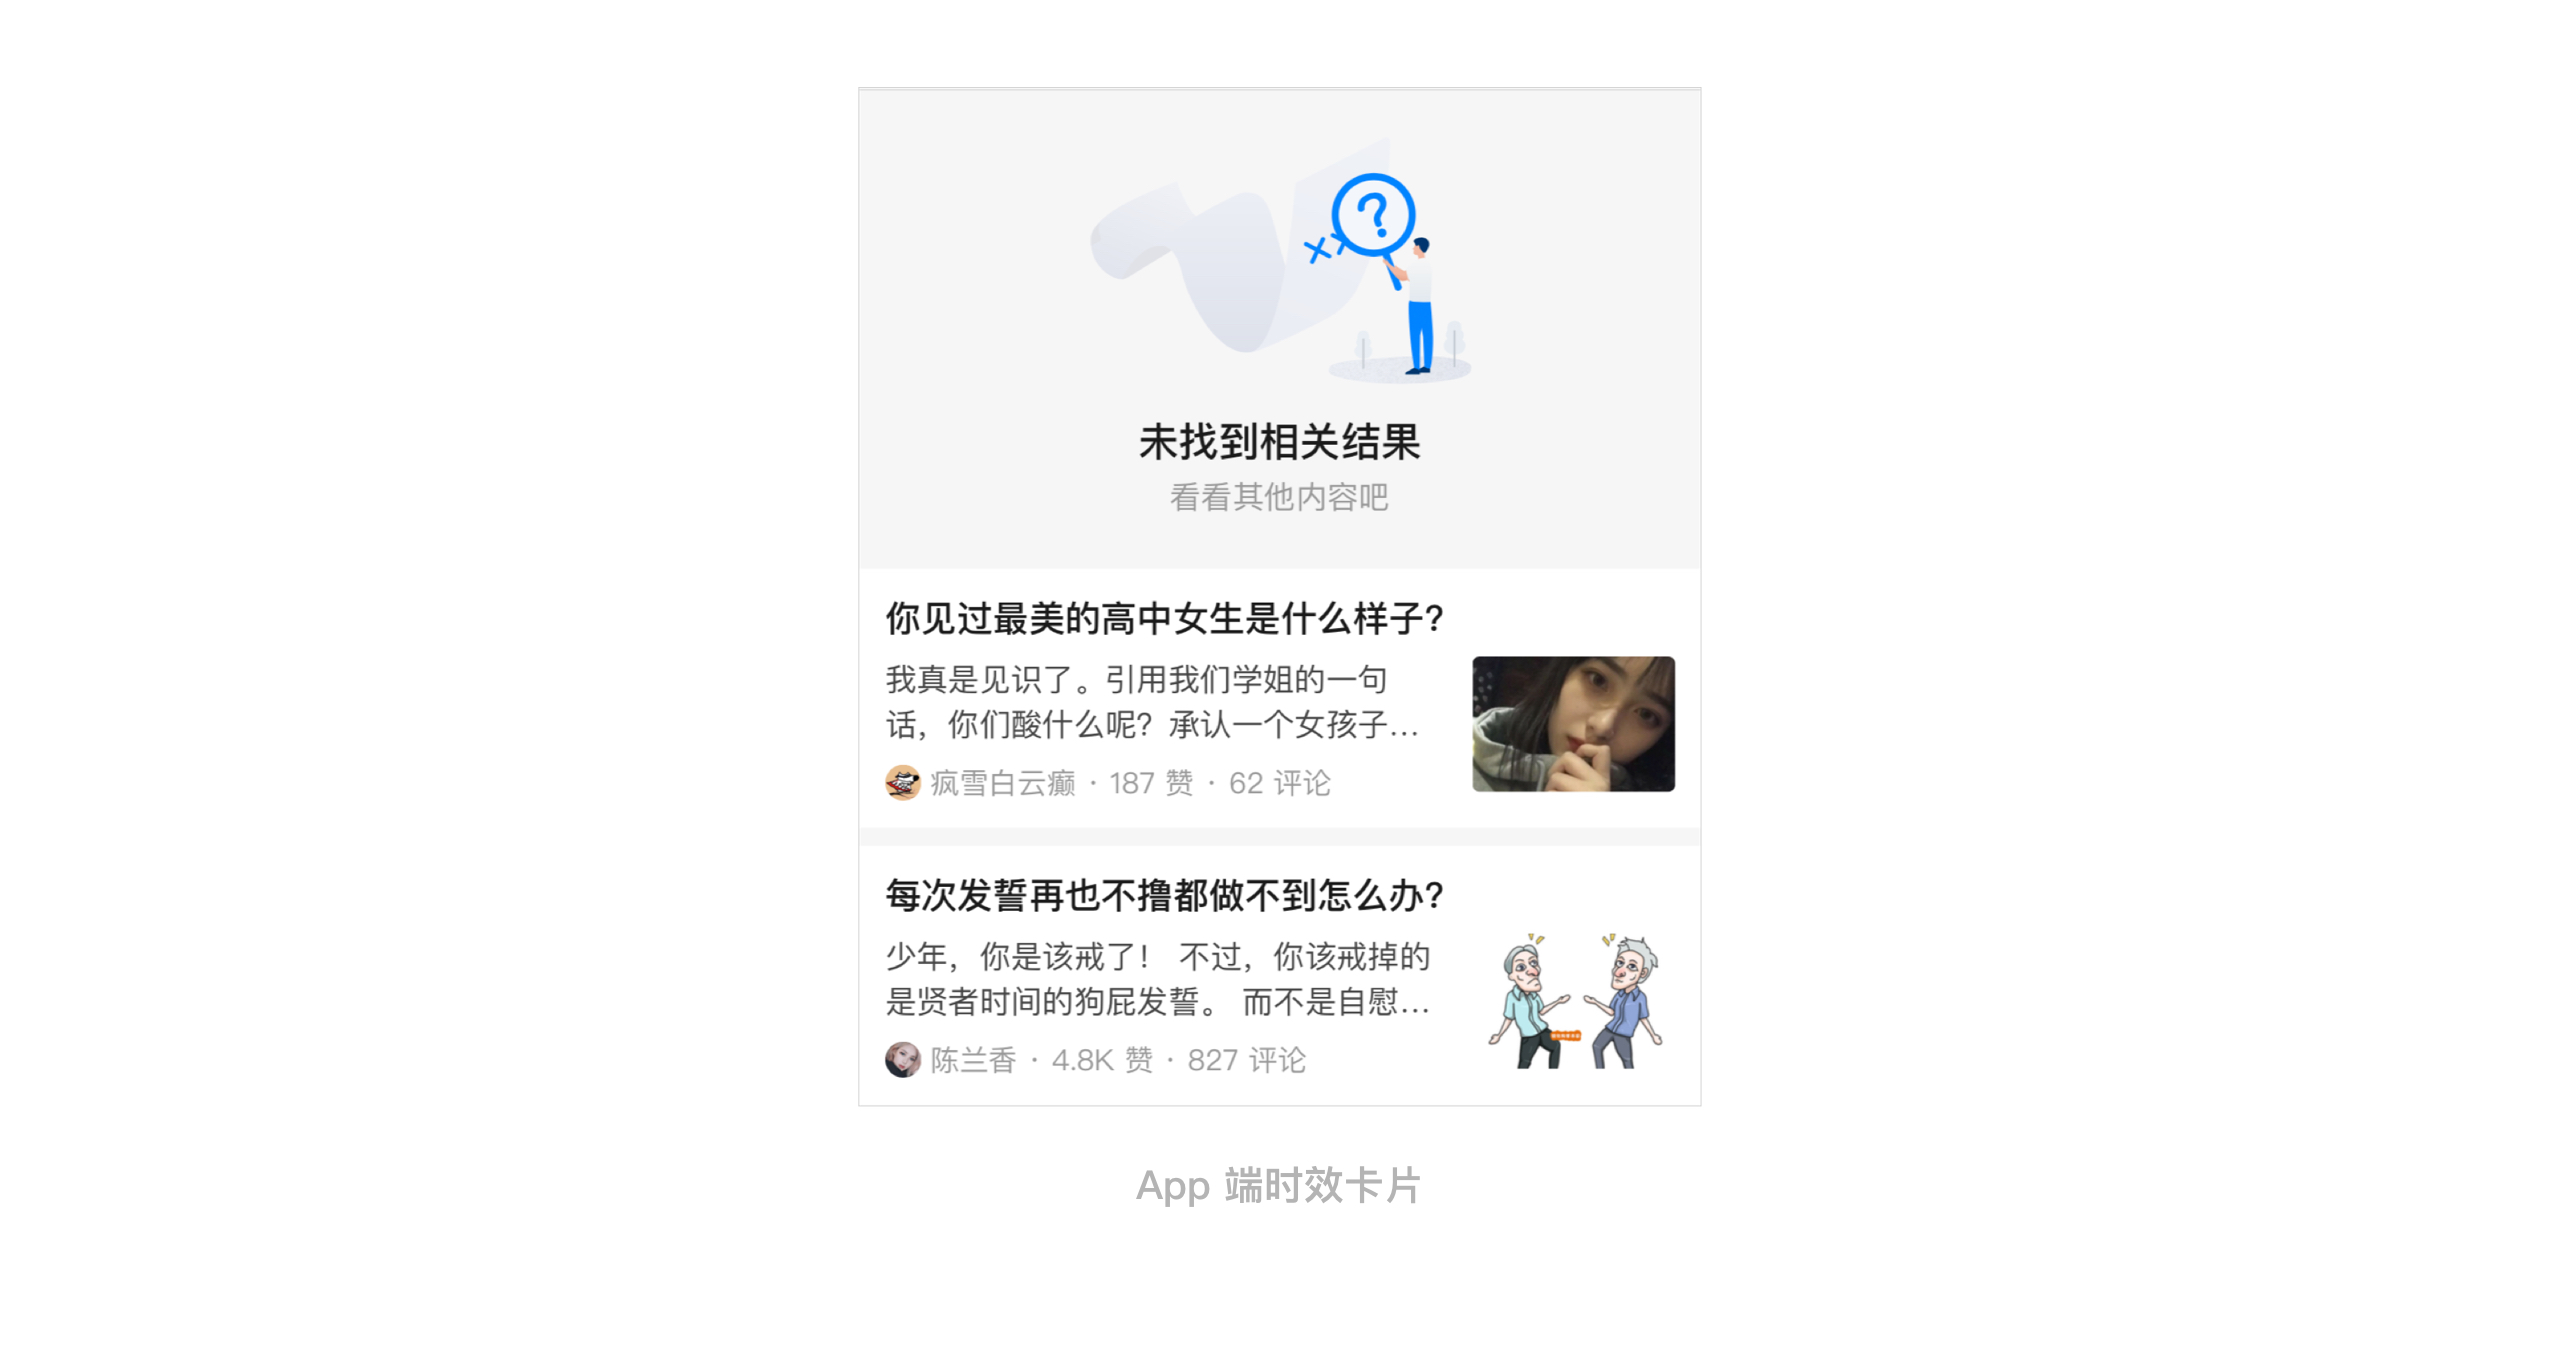 ?
未找到相关结果
看看其他内容吧
你见过最美的高中女生是什么样子?
我真是见识了。引用我们学姐的一句
话，你们酸什么呢？承认一个女孩子...
疯雪白云癫 · 187 赞 · 62 评论
每次发誓再也不撸都做不到怎么办?
少年，你是该戒了！ 不过，你该戒掉的
是贤者时间的狗屁发誓。 而不是自慰...
陈兰香 · 4.8K 赞 · 827 评论
App 端时效卡片